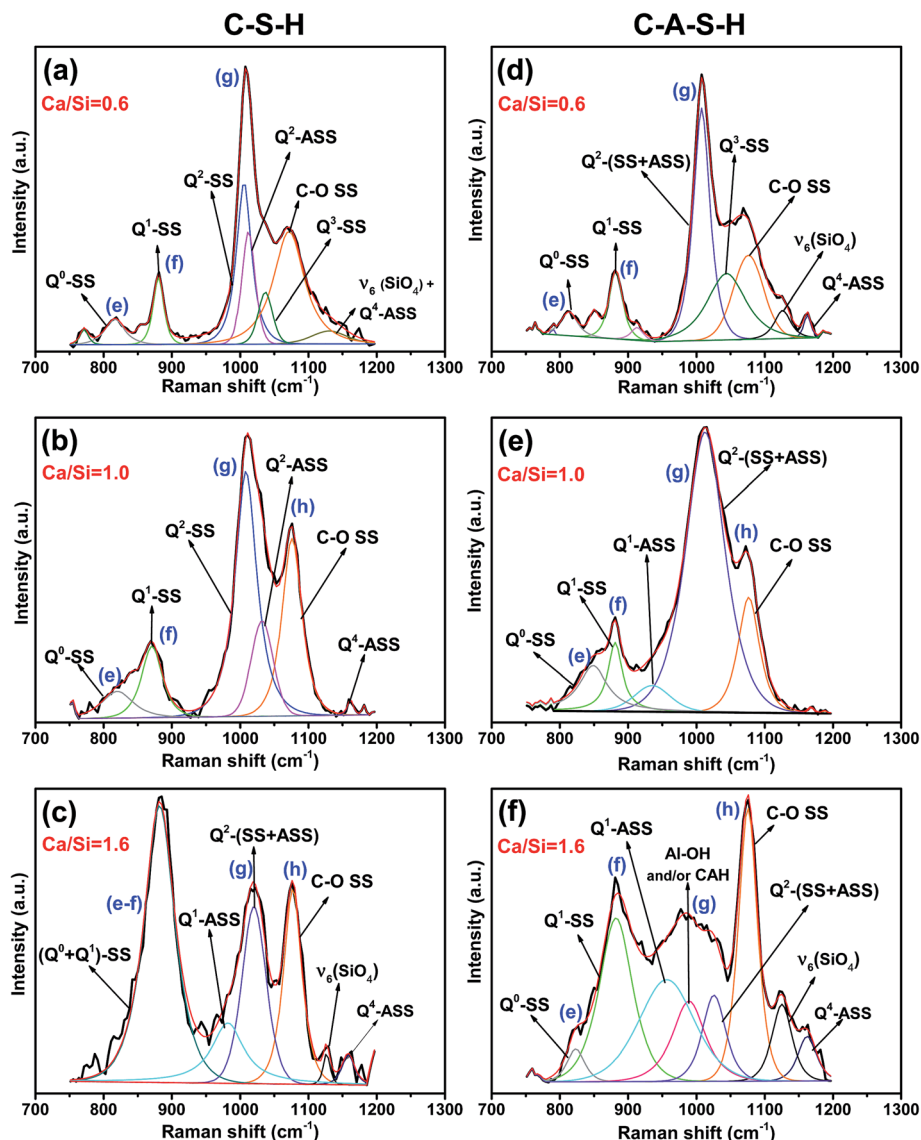 C-S-H
C-A-S-H
(a)
Ca/Si=0.6
(g)
Q²-ASS
Q²-SS
C-O SS
Q¹-SS
Q³-SS
(f)
Q⁰-SS
(e)
ν₆(SiO₄) +
Q⁴-ASS
Intensity (a.u.)
700 800 900 1000 1100 1200 1300
Raman shift (cm⁻¹)
(d)
Ca/Si=0.6
(g)
Q³-SS
Q²-(SS+ASS)
C-O SS
Q¹-SS
ν₆(SiO₄)
Q⁰-SS
(f)
Q⁴-ASS
(e)
Intensity (a.u.)
700 800 900 1000 1100 1200 1300
Raman shift (cm⁻¹)
(b)
Ca/Si=1.0
(g)
Q²-ASS
(h)
Q²-SS
C-O SS
Q¹-SS
(f)
Q⁰-SS
(e)
Q⁴-ASS
Intensity (a.u.)
700 800 900 1000 1100 1200 1300
Raman shift (cm⁻¹)
(e)
Ca/Si=1.0
(g)
Q²-(SS+ASS)
(h)
Q¹-ASS
C-O SS
Q¹-SS
(f)
Q⁰-SS
(e)
Intensity (a.u.)
700 800 900 1000 1100 1200 1300
Raman shift (cm⁻¹)
(c)
Ca/Si=1.6
Q²-(SS+ASS)
(g)
(h)
(e-f)
Q¹-ASS
C-O SS
(Q⁰+Q¹)-SS
ν₆(SiO₄)
Q⁴-ASS
Intensity (a.u.)
700 800 900 1000 1100 1200 1300
Raman shift (cm⁻¹)
(f)
Ca/Si=1.6
(h)
C-O SS
Q¹-ASS
(f)
Al-OH
and/or CAH
(g)
Q²-(SS+ASS)
Q¹-SS
ν₆(SiO₄)
Q⁰-SS
(e)
Q⁴-ASS
Intensity (a.u.)
700 800 900 1000 1100 1200 1300
Raman shift (cm⁻¹)